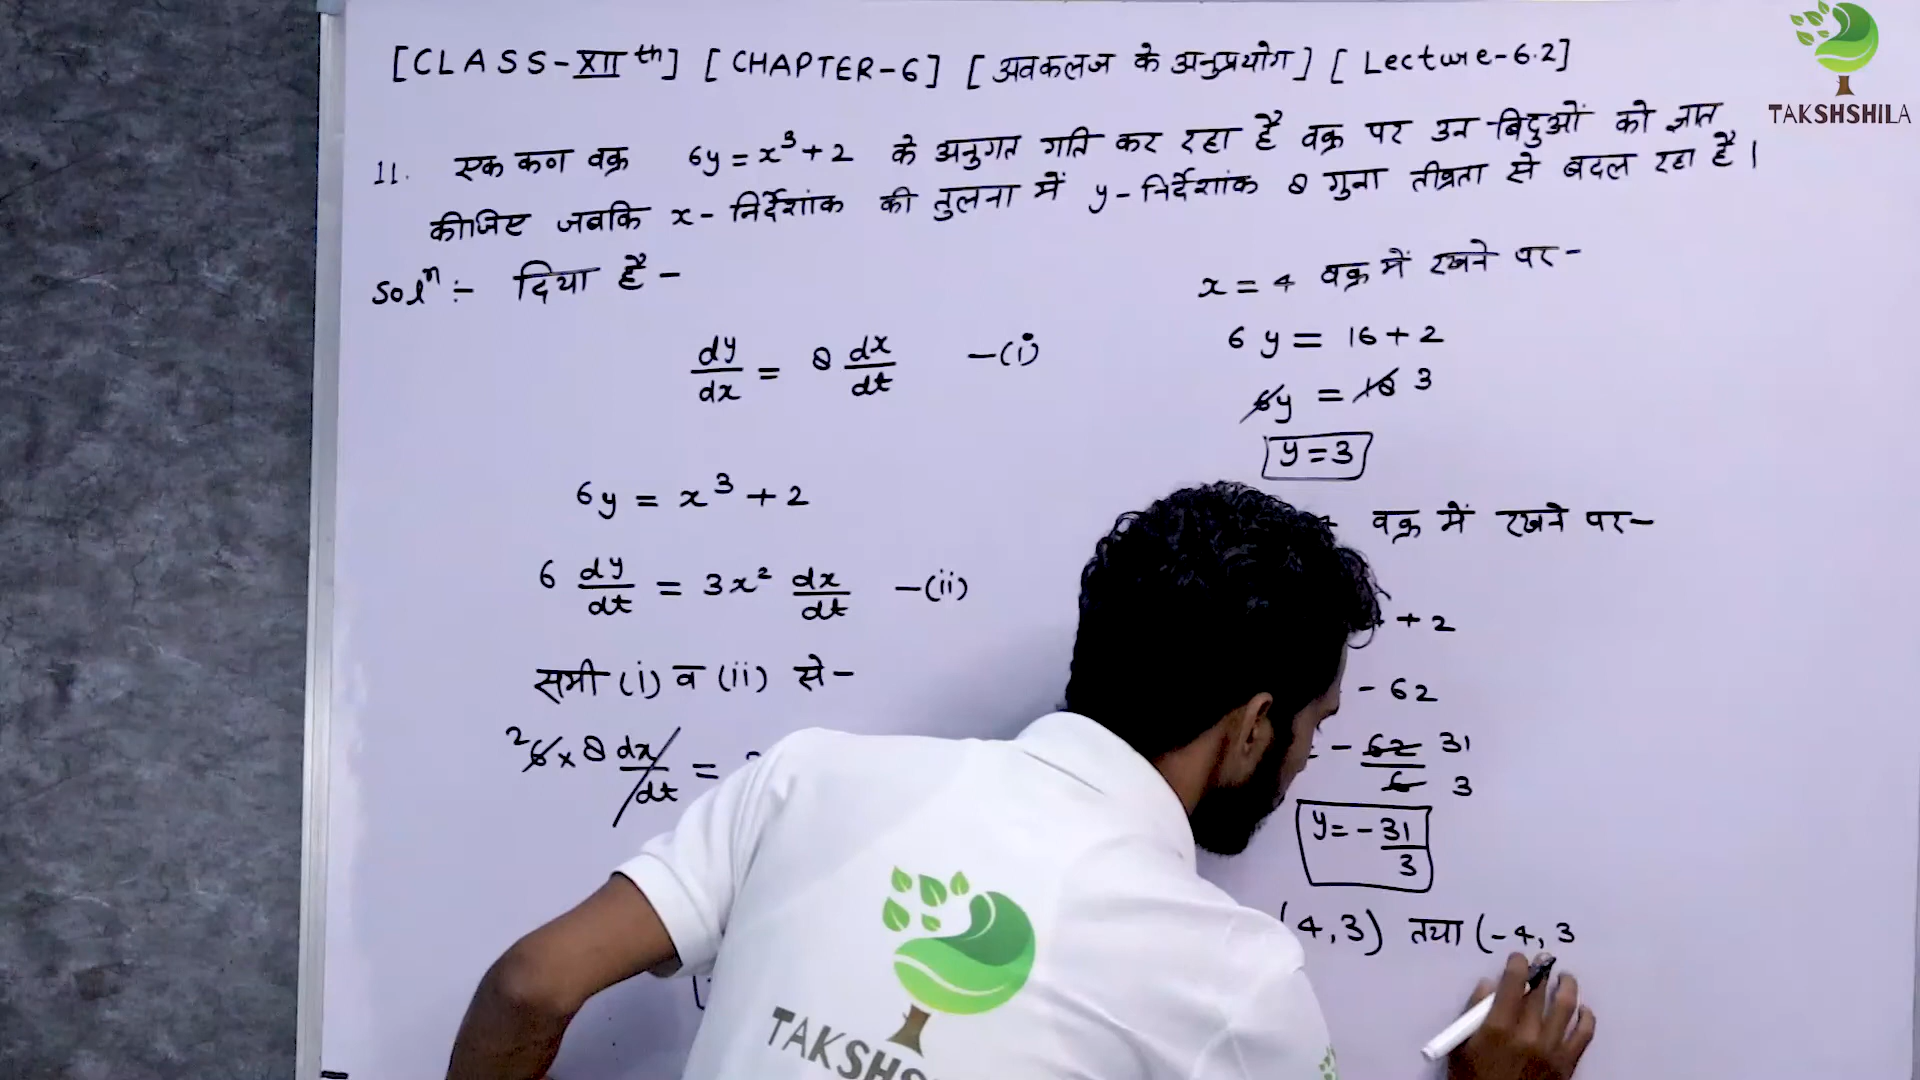 [CLASS-XIIth] [CHAPTER-6] [अवकलज के अनुप्रयोग] [Lecture-6.2]
TAKSHSHILA
11. एक कण वक्र 6y = x³ + 2 के अनुगत गति कर रहा है वक्र पर उन बिंदुओं को ज्ञात
कीजिए जबकि x-निर्देशांक की तुलना में y-निर्देशांक 8 गुना तीव्रता से बदल रहा है।
Solⁿ :- दिया है -
dy/dx = 8 dx/dt -(i)
6y = x³ + 2
6 dy/dt = 3x² dx/dt -(ii)
समी (i) व (ii) से -
²6 x 8 dx/dt =
x = 4 वक्र में रखने पर -
6y = 16 + 2
6y = 18 3
y = 3
वक्र में रखने पर -
+ 2
- 62
= - 62/6 31/3
y = - 31/3
(4, 3) तथा (-4, 3
TAKSHS